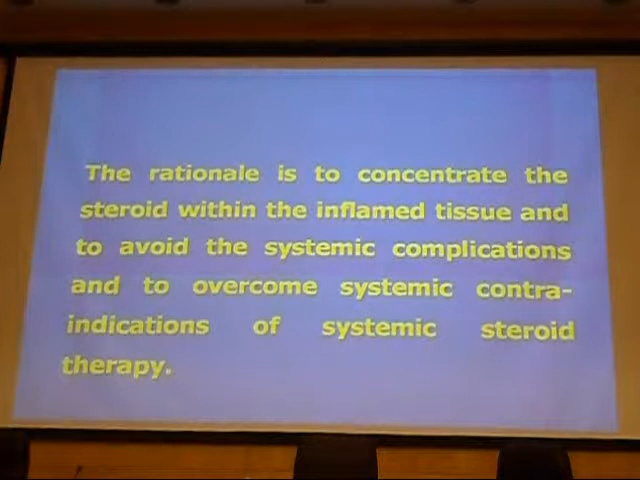 The rationale is to concentrate the
steroid within the inflamed tissue and
to avoid the systemic complications
and to overcome systemic contra-
indications of systemic steroid
therapy.